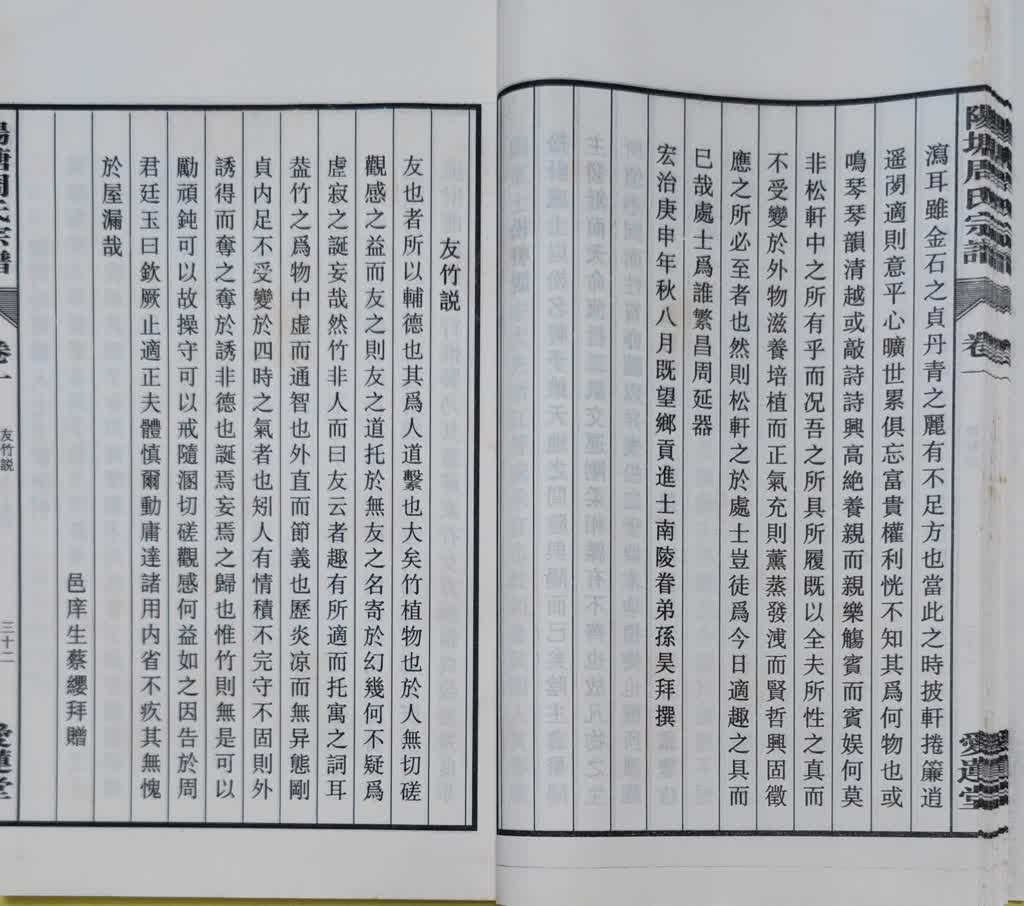 陽塘周氏宗譜
卷
愛蓮堂
瀉耳雖金石之貞丹青之麗有不足方也當此之時披軒捲簾逍
遥閑適則意平心曠世累俱忘富貴權利恍不知其爲何物也或
鳴琴琴韻清越或敲詩詩興高絶養親而親樂觴賓而賓娱何莫
非松軒中之所有乎而况吾之所具所履既以全夫所性之真而
不受變於外物滋養培植而正氣充則薰蒸發洩而賢哲興固徵
應之所必至者也然則松軒之於處士豈徒爲今日適趣之具而
巳哉處士爲誰繁昌周延器
宏治庚申年秋八月既望鄉貢進士南陵眷弟孫昊拜撰
友竹説
友也者所以輔德也其爲人道繫也大矣竹植物也於人無切磋
觀感之益而友之則友之道托於無友之名寄於幻幾何不疑爲
虚寂之誕妄哉然竹非人而曰友云者趣有所適而托寓之詞耳
葢竹之爲物中虚而通智也外直而節義也歷炎凉而無异態剛
貞内足不受變於四時之氣者也矧人有情積不完守不固則外
誘得而奪之奪於誘非德也誕焉妄焉之歸也惟竹則無是可以
勵頑鈍可以故操守可以戒隨溷切磋觀感何益如之因告於周
君廷玉曰欽厥止適正夫體慎爾動庸達諸用内省不疚其無愧
於屋漏哉
邑庠生蔡纓拜贈
陽塘周氏宗譜
卷一
友竹説
三十二
愛蓮堂